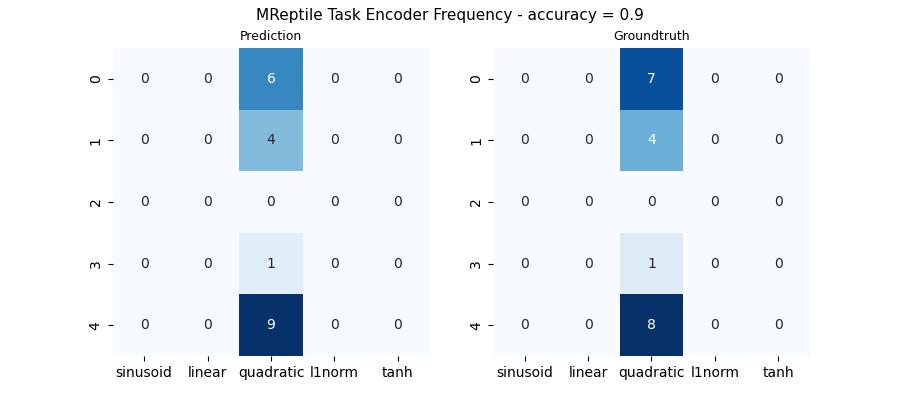 MReptile Task Encoder Frequency - accuracy = 0.9
Prediction
Groundtruth
0 0 0 6 0 0
0 0 0 7 0 0
1 0 0 4 0 0
1 0 0 4 0 0
2 0 0 0 0 0
2 0 0 0 0 0
3 0 0 1 0 0
3 0 0 1 0 0
4 0 0 9 0 0
4 0 0 8 0 0
sinusoid linear quadratic l1norm tanh
sinusoid linear quadratic l1norm tanh